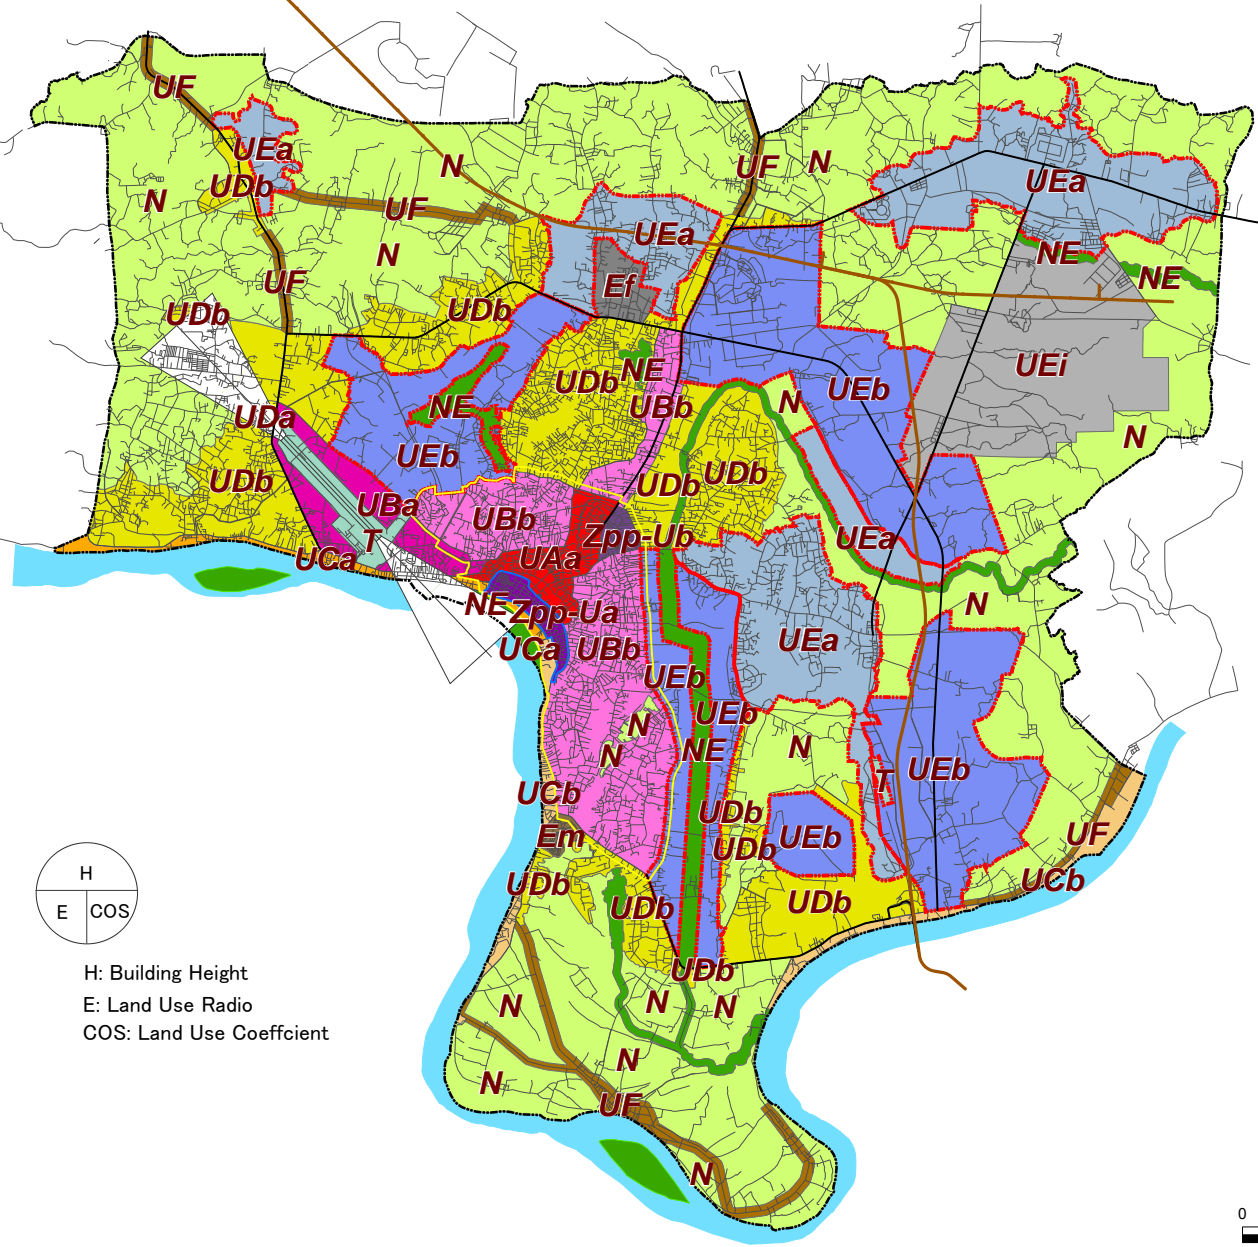 UF
UEa
N
UF
N
UEa
UDb
N
UF
UEa
N
NE
UF
Ef
NE
UDb
UDb
UEi
NE
UDb
UEb
NE
UBb
N
UDa
N
UEb
UDb
UDb
UDb
UBa
UBb
T
Zpp-Ub
UEa
UCa
UAa
NE
Zpp-Ua
N
UCa
UBb
UEa
UEb
UEb
N
NE
N
N
UEb
T
UCb
UDb
Em
UEb
UF
UDb
H
UDb
UCb
E
COS
UDb
UDb
UDb
H: Building Height
E: Land Use Radio
N
N
N
COS: Land Use Coeffcient
N
N
UF
N
0